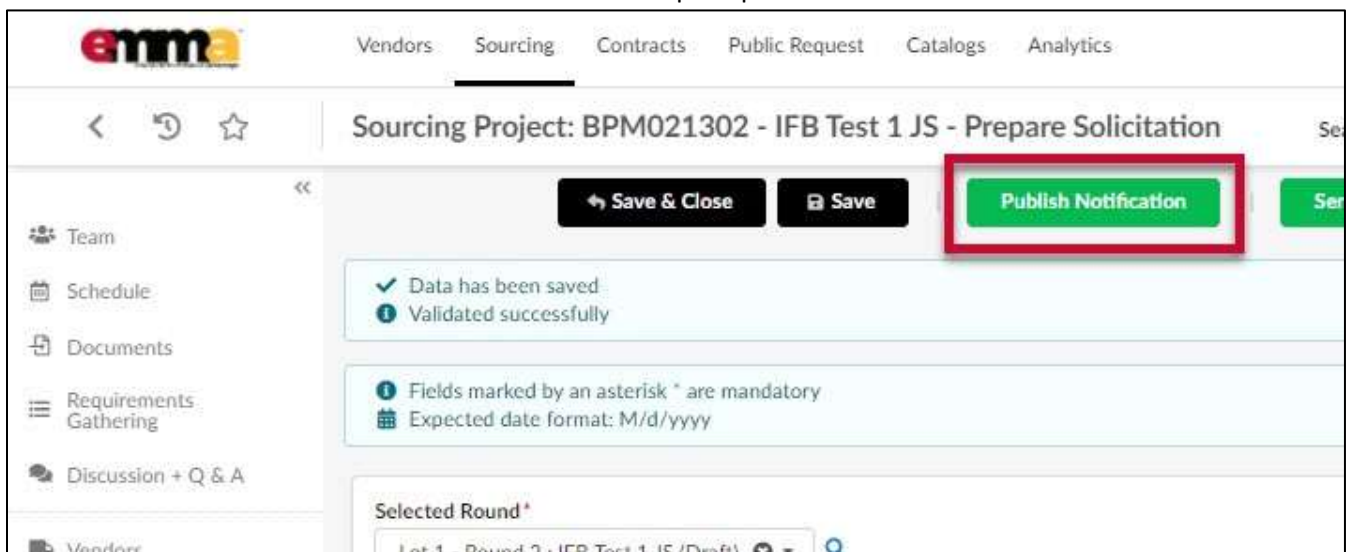 emma
Vendors Sourcing Contracts Public Request Catalogs Analytics
Sourcing Project: BPM021302 - IFB Test 1 JS - Prepare Solicitation
Save & Close Save Publish Notification
Team
Schedule
Documents
Requirements
Gathering
Discussion + Q & A
Vendors
Data has been saved
Validated successfully
Fields marked by an asterisk * are mandatory
Expected date format: M/d/yyyy
Selected Round*
Lot 1 - Round 2 : IFB Test 1 JS (Draft)